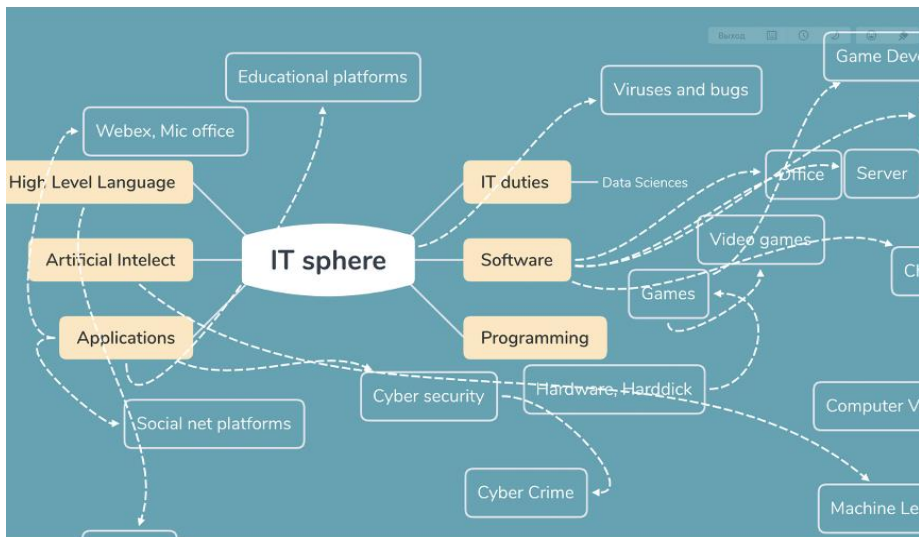 Выход
Game Deve
Educational platforms
Viruses and bugs
Webex, Mic office
High Level Language
IT duties
Data Sciences
Office
Server
Video games
Artificial Intelect
IT sphere
Software
Games
Applications
Programming
Cyber security
Hardware, Harddick
Computer V
Social net platforms
Cyber Crime
Machine Le